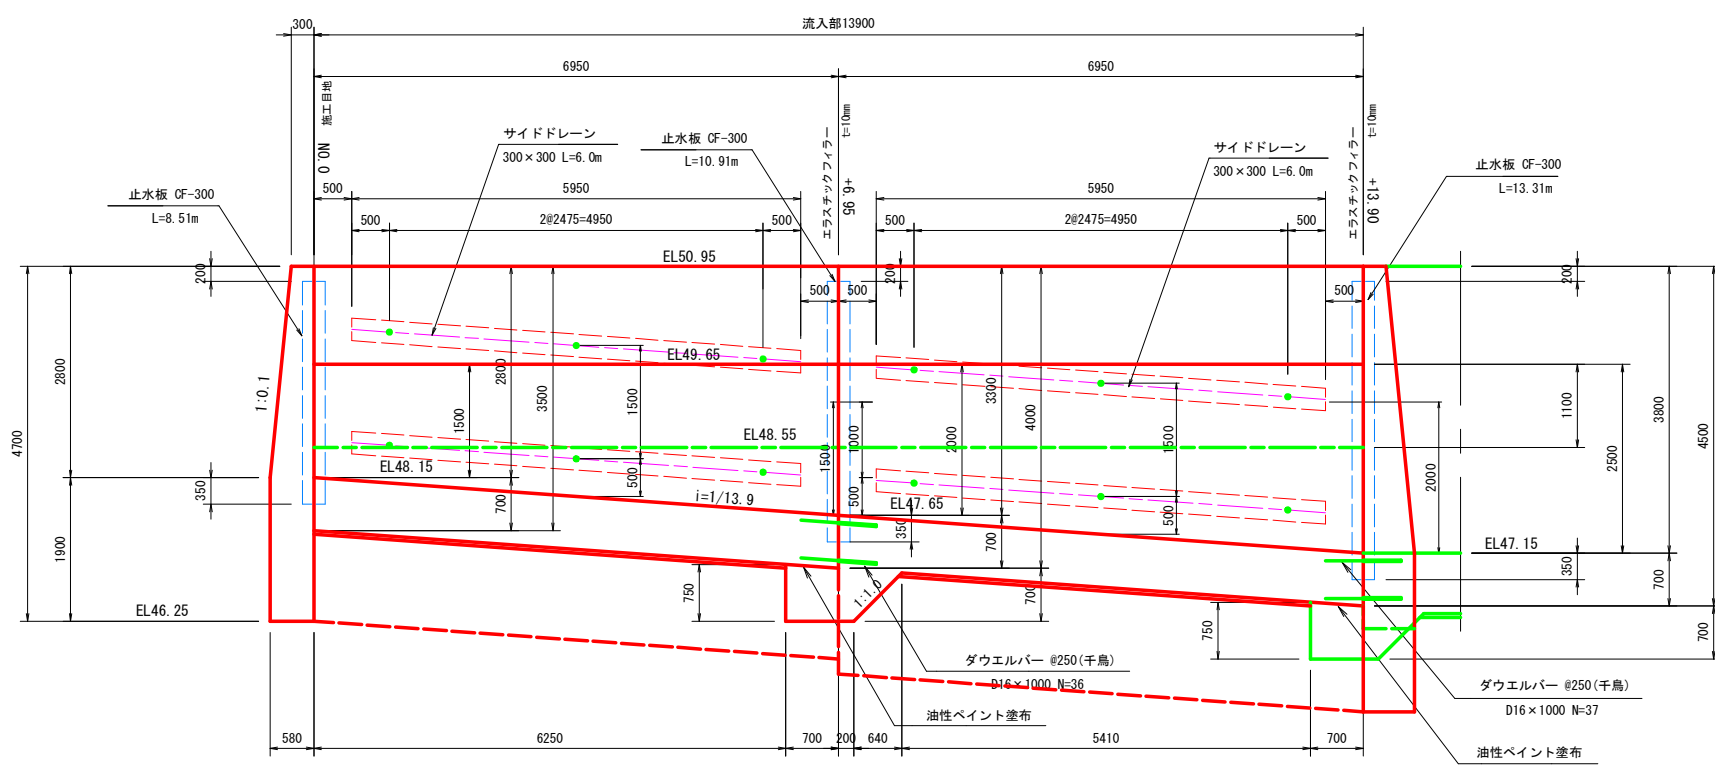 300
流入部13900
6950
6950
施工目地
NO. 0
サイドドレーン
300×300 L=6.0m
止水板 CF-300
L=10.91m
エラスチックフィラー
t=10mm
+6.95
サイドドレーン
300×300 L=6.0m
エラスチックフィラー
t=10mm
+13.90
止水板 CF-300
L=13.31m
止水板 CF-300
L=8.51m
500
5950
5950
500
2@2475=4950
500
500
2@2475=4950
500
EL50.95
200
200
200
500
500
500
4700
2800
1:0.1
350
1900
EL49.65
2800
3500
1500
1500
EL48.55
EL48.15
500
700
i=1/13.9
1500
1000
500
2000
3300
4000
EL47.65
350
700
1500
500
2000
1100
2500
3800
4500
EL47.15
350
700
EL46.25
750
1:1.0
700
750
700
ダウエルバー @250(千鳥)
D16×1000 N=36
油性ペイント塗布
ダウエルバー @250(千鳥)
D16×1000 N=37
油性ペイント塗布
580
6250
700
200
640
5410
700